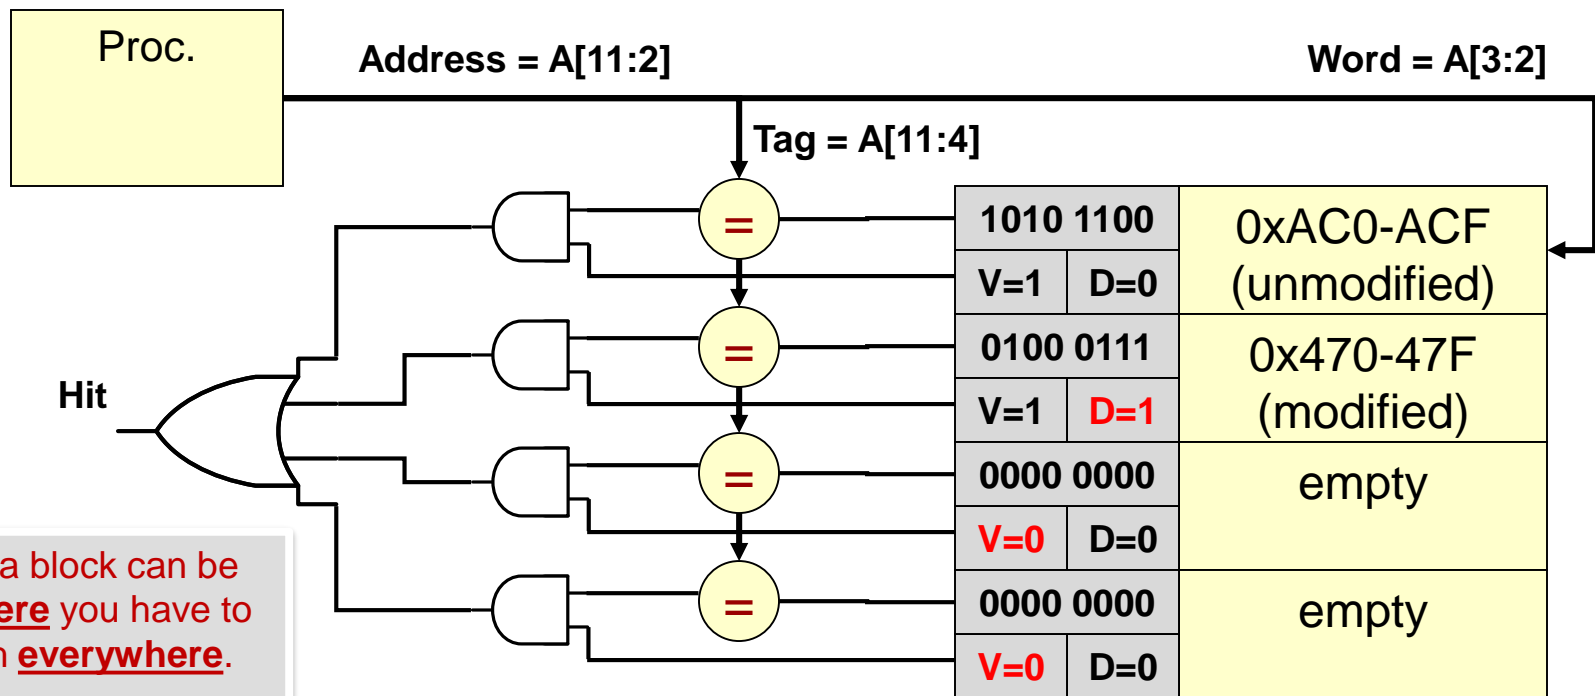 Proc.
Address = A[11:2]
Word = A[3:2]
Tag = A[11:4]
=
1010 1100
V=1
D=0
0xAC0-ACF
(unmodified)
=
0100 0111
V=1
D=1
0x470-47F
(modified)
Hit
=
0000 0000
V=0
D=0
empty
=
0000 0000
V=0
D=0
empty
a block can be
ere you have to
everywhere.